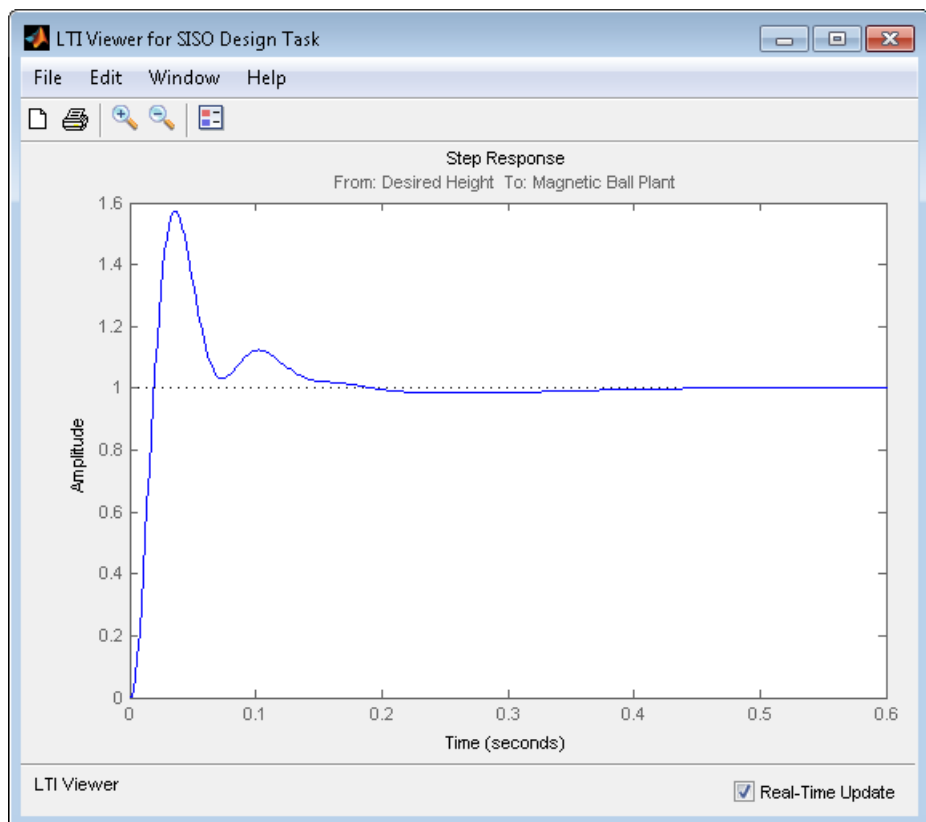 LTI Viewer for SISO Design Task
File Edit Window Help
Step Response
From: Desired Height To: Magnetic Ball Plant
1.6
1.4
1.2
1
0.8
0.6
0.4
0.2
0
Amplitude
0 0.1 0.2 0.3 0.4 0.5 0.6
Time (seconds)
LTI Viewer
Real-Time Update